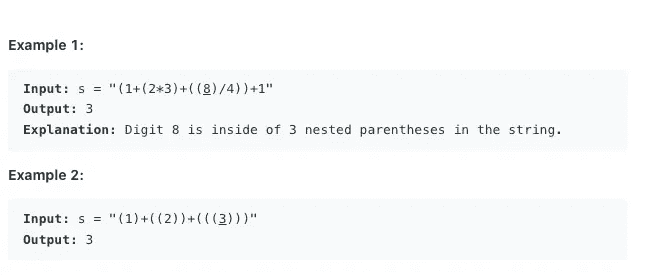 Example 1:
Input: s = "(1+(2*3)+((8)/4))+1"
Output: 3
Explanation: Digit 8 is inside of 3 nested parentheses in the string.
Example 2:
Input: s = "(1)+((2))+(((3)))"
Output: 3